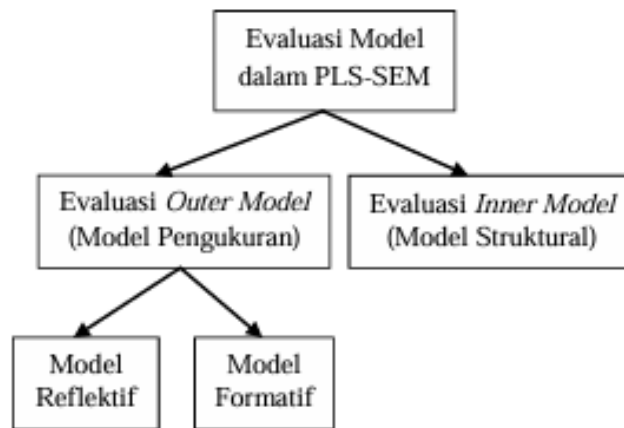 Evaluasi Model
dalam PLS-SEM
Evaluasi Outer Model
(Model Pengukuran)
Evaluasi Inner Model
(Model Struktural)
Model
Reflektif
Model
Formatif